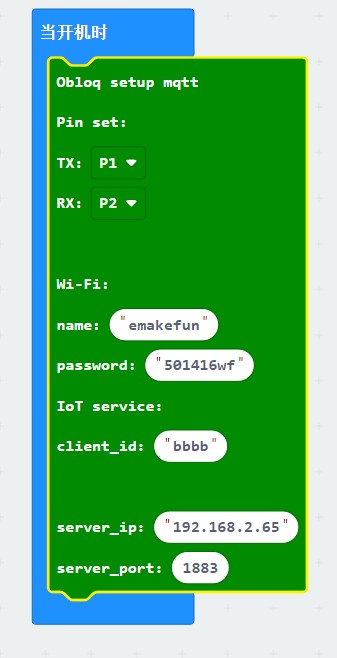 当开机时
Obloq setup mqtt
Pin set:
TX: P1
RX: P2
Wi-Fi:
name: "emakefun"
password: "501416wf"
IoT service:
client_id: "bbbb"
server_ip: "192.168.2.65"
server_port: 1883